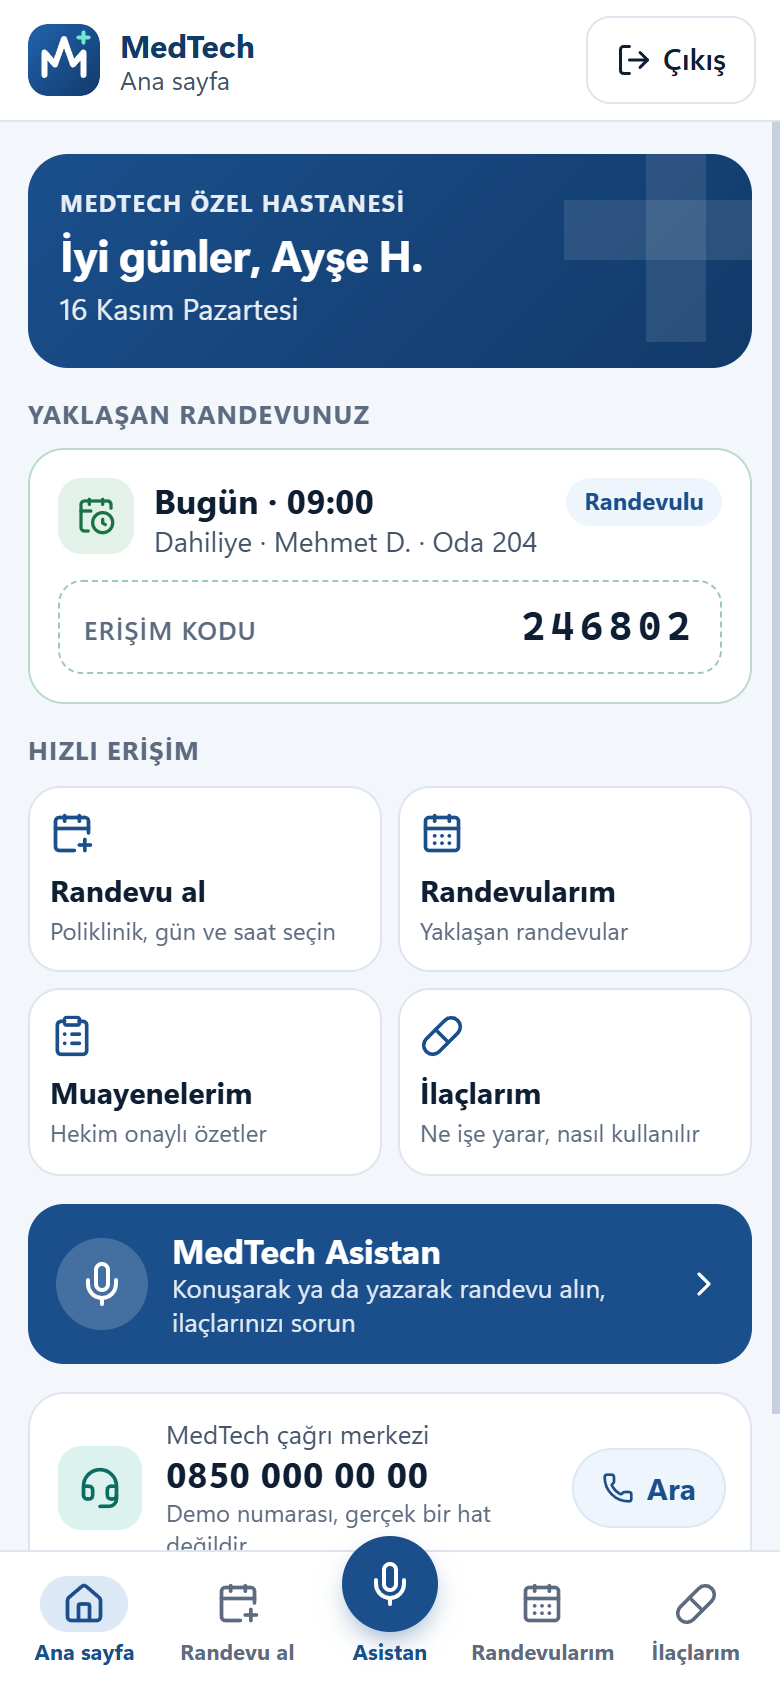 MedTech
Ana sayfa
Çıkış
MEDTECH ÖZEL HASTANESİ
İyi günler, Ayşe H.
16 Kasım Pazartesi
YAKLAŞAN RANDEVUNUZ
Bugün · 09:00
Randevulu
Dahiliye · Mehmet D. · Oda 204
ERİŞİM KODU
246802
HIZLI ERİŞİM
Randevu al
Poliklinik, gün ve saat seçin
Randevularım
Yaklaşan randevular
Muayenelerim
Hekim onaylı özetler
İlaçlarım
Ne işe yarar, nasıl kullanılır
MedTech Asistan
Konuşarak ya da yazarak randevu alın,
ilaçlarınızı sorun
MedTech çağrı merkezi
0850 000 00 00
Demo numarası, gerçek bir hat
değildir
Ara
Ana sayfa
Randevu al
Asistan
Randevularım
İlaçlarım